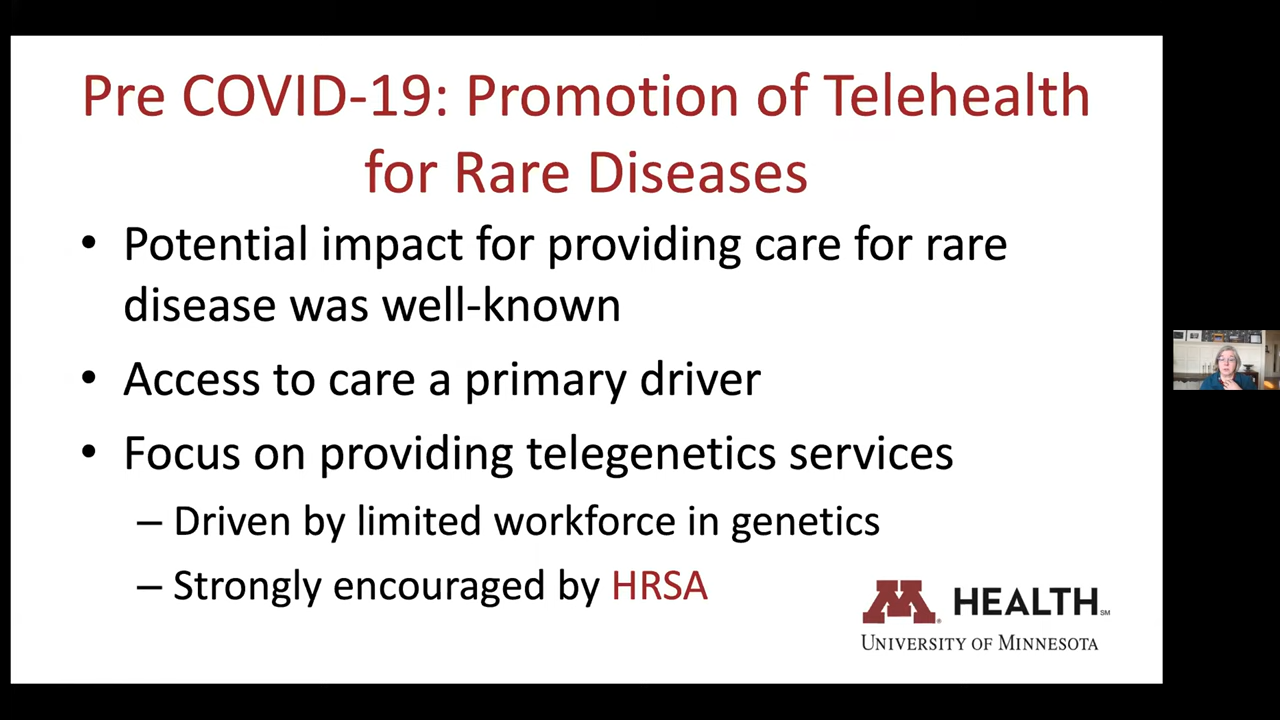 Pre COVID-19: Promotion of Telehealth
for Rare Diseases
• Potential impact for providing care for rare
disease was well-known
• Access to care a primary driver
• Focus on providing telegenetics services
– Driven by limited workforce in genetics
– Strongly encouraged by HRSA
M HEALTH℠
UNIVERSITY OF MINNESOTA